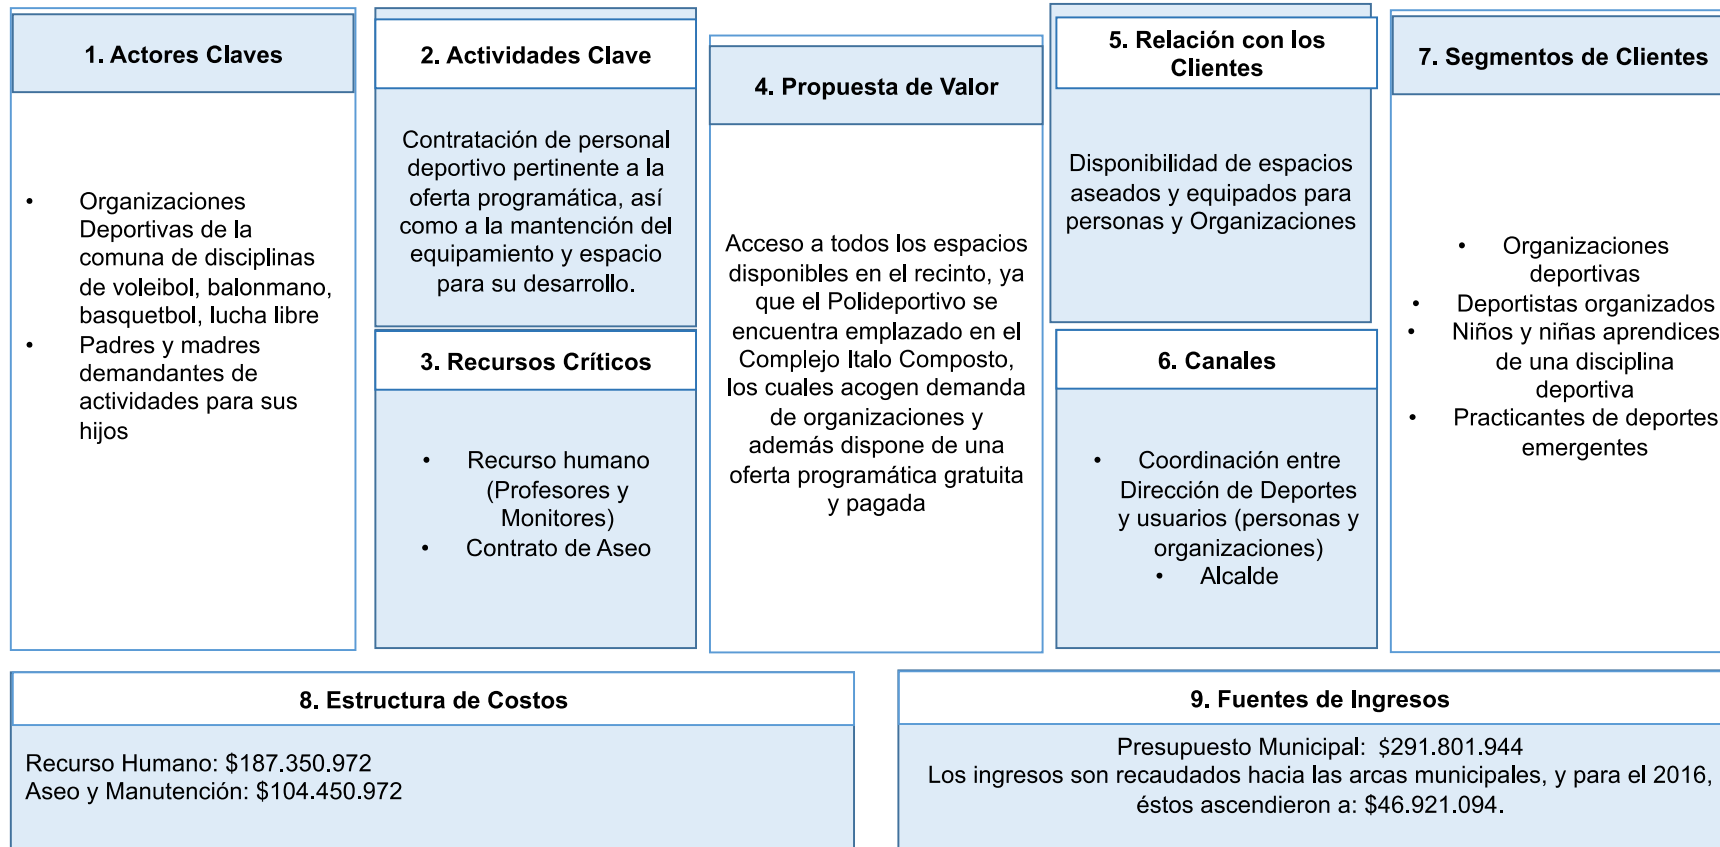 1. Actores Claves
• Organizaciones
Deportivas de la
comuna de disciplinas
de voleibol, balonmano,
basquetbol, lucha libre
• Padres y madres
demandantes de
actividades para sus
hijos
2. Actividades Clave
Contratación de personal
deportivo pertinente a la
oferta programática, así
como a la mantención del
equipamiento y espacio
para su desarrollo.
3. Recursos Críticos
• Recurso humano
(Profesores y
Monitores)
• Contrato de Aseo
4. Propuesta de Valor
Acceso a todos los espacios
disponibles en el recinto, ya
que el Polideportivo se
encuentra emplazado en el
Complejo Italo Composto,
los cuales acogen demanda
de organizaciones y
además dispone de una
oferta programática gratuita
y pagada
5. Relación con los
Clientes
Disponibilidad de espacios
aseados y equipados para
personas y Organizaciones
6. Canales
• Coordinación entre
Dirección de Deportes
y usuarios (personas y
organizaciones)
• Alcalde
7. Segmentos de Clientes
• Organizaciones
deportivas
• Deportistas organizados
• Niños y niñas aprendices
de una disciplina
deportiva
• Practicantes de deportes
emergentes
8. Estructura de Costos
Recurso Humano: $187.350.972
Aseo y Manutención: $104.450.972
9. Fuentes de Ingresos
Presupuesto Municipal: $291.801.944
Los ingresos son recaudados hacia las arcas municipales, y para el 2016,
éstos ascendieron a: $46.921.094.